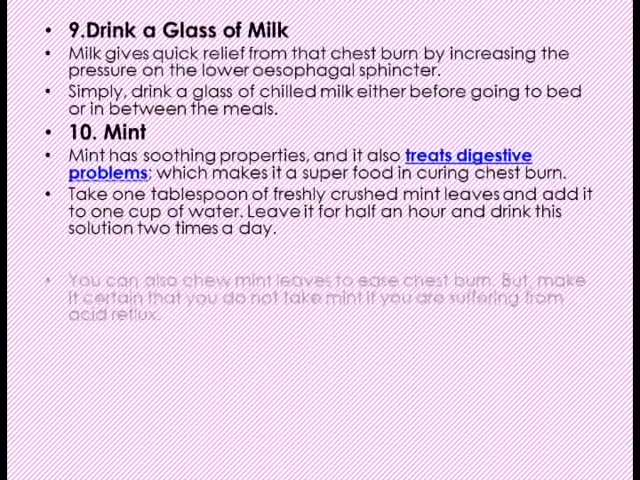 • 9.Drink a Glass of Milk
• Milk gives quick relief from that chest burn by increasing the
pressure on the lower oesophagal sphincter.
• Simply, drink a glass of chilled milk either before going to bed
or in between the meals.
• 10. Mint
• Mint has soothing properties, and it also treats digestive
problems; which makes it a super food in curing chest burn.
• Take one tablespoon of freshly crushed mint leaves and add it
to one cup of water. Leave it for half an hour and drink this
solution two times a day.
• You can also chew mint leaves to ease chest burn. But, make
it certain that you do not take mint if you are suffering from
acid reflux.